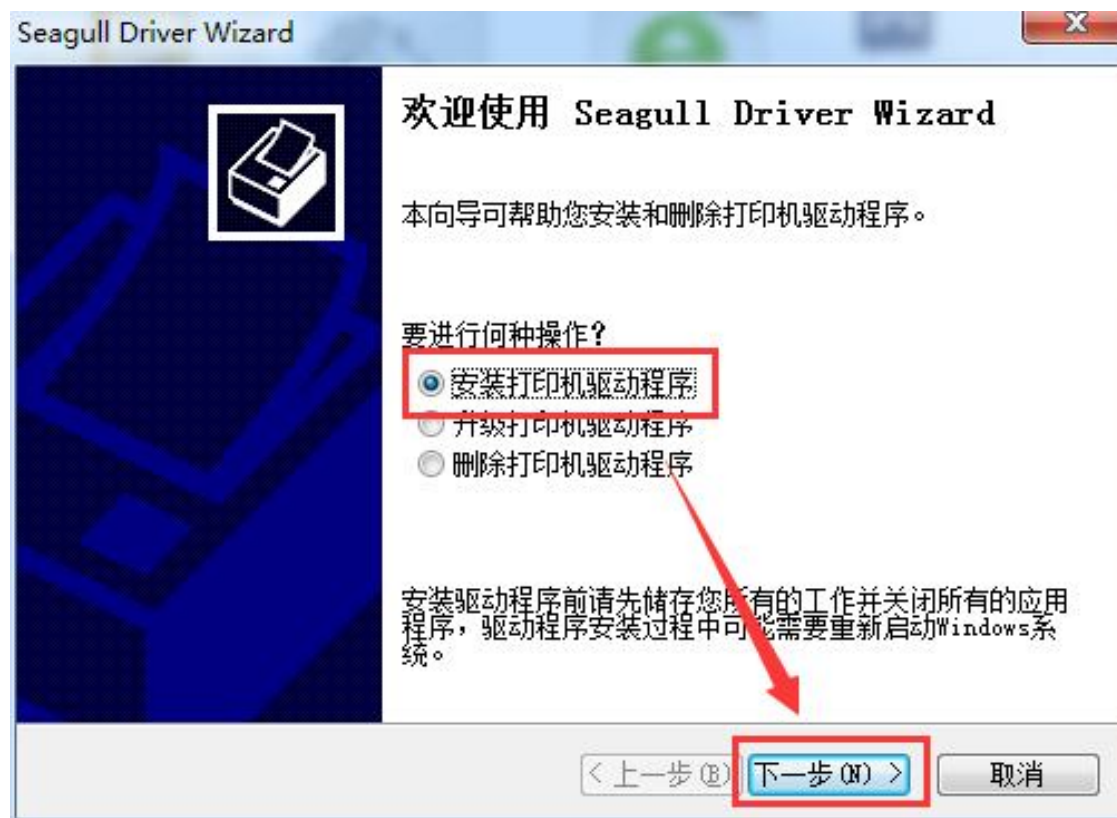 Seagull Driver Wizard
欢迎使用 Seagull Driver Wizard
本向导可帮助您安装和删除打印机驱动程序。
要进行何种操作?
安装打印机驱动程序
升级打印机驱动程序
删除打印机驱动程序
安装驱动程序前请先储存您所有的工作并关闭所有的应用
程序，驱动程序安装过程中可能需要重新启动Windows系
统。
< 上一步(B) 下一步(N) > 取消